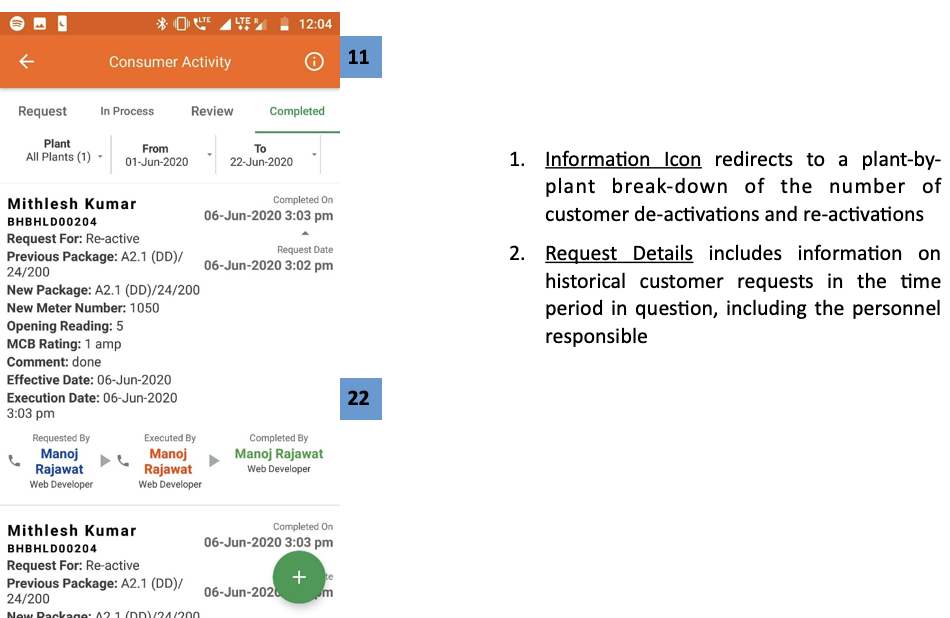 LTE LTE R 12:04
Consumer Activity
11
Request In Process Review Completed
Plant From To
All Plants (1) 01-Jun-2020 22-Jun-2020
Mithlesh Kumar
BHBHLD00204
Completed On
06-Jun-2020 3:03 pm
Request For: Re-active
Request Date
06-Jun-2020 3:02 pm
Previous Package: A2.1 (DD)/
24/200
New Package: A2.1 (DD)/24/200
New Meter Number: 1050
Opening Reading: 5
MCB Rating: 1 amp
Comment: done
Effective Date: 06-Jun-2020
Execution Date: 06-Jun-2020
3:03 pm
22
Requested By Executed By Completed By
Manoj Manoj Manoj Rajawat
Rajawat Rajawat Web Developer
Web Developer Web Developer
Mithlesh Kumar
BHBHLD00204
Completed On
06-Jun-2020 3:03 pm
Request For: Re-active
Previous Package: A2.1 (DD)/
24/200
te
06-Jun-202 pm
+
New Package: A2.1 (DD)/24/200
1. Information Icon redirects to a plant-by-
plant break-down of the number of
customer de-activations and re-activations
2. Request Details includes information on
historical customer requests in the time
period in question, including the personnel
responsible